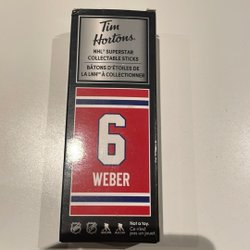 Tim
Hortons
NHL® SUPERSTAR
COLLECTABLE STICKS
BÂTONS D'ÉTOILES DE
LA LNH™ À COLLECTIONNER
6
WEBER
Not a toy.
Ce n'est
pas un jouet.